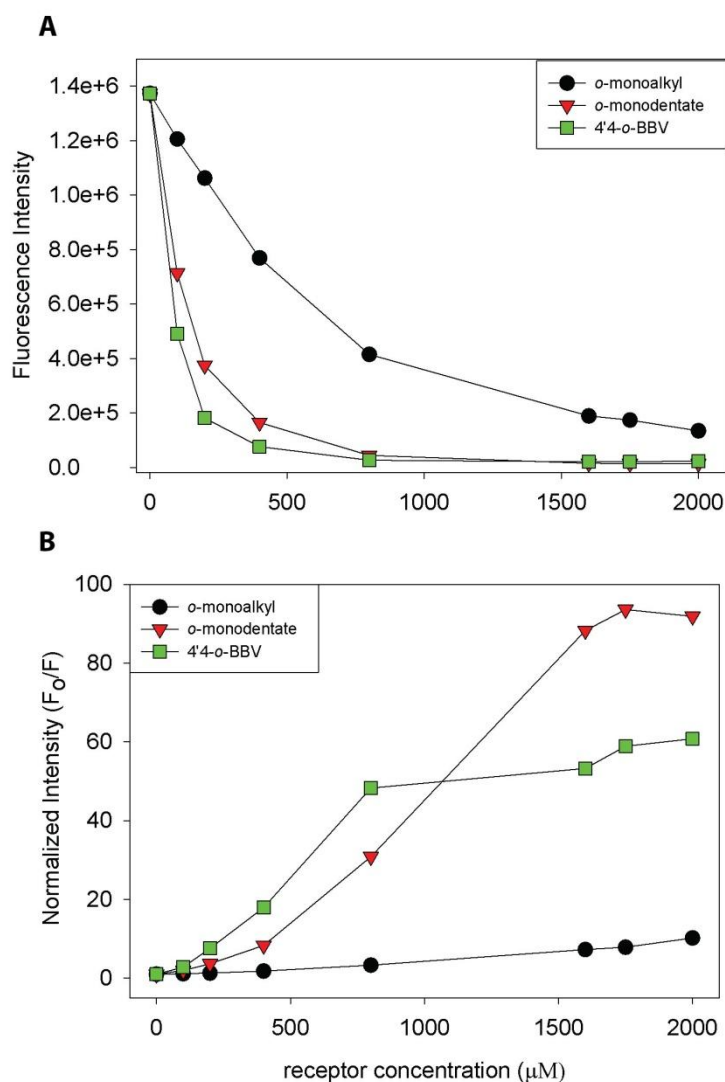 A
1.4e+6
1.2e+6
1.0e+6
8.0e+5
6.0e+5
4.0e+5
2.0e+5
0.0
Fluorescence Intensity
o-monoalkyl
o-monodentate
4'4-o-BBV
0 500 1000 1500 2000
B
100
80
60
40
20
0
Normalized Intensity (Fo/F)
o-monoalkyl
o-monodentate
4'4-o-BBV
0 500 1000 1500 2000
receptor concentration (μM)